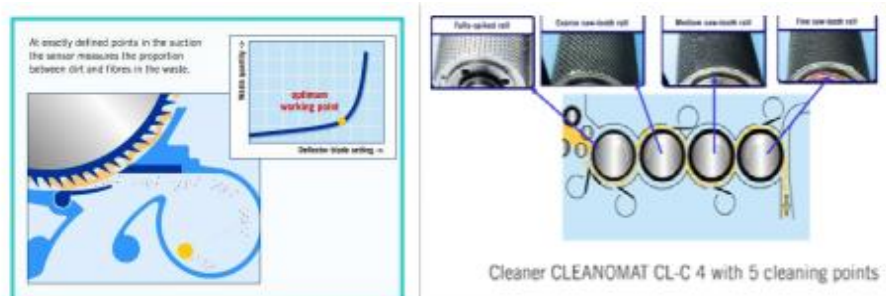 At exactly defined points in the suction
the sensor measures the proportion
between dirt and fibres in the waste.
Waste quantity →
optimum
working point
Deflector blade setting →
Fully-spiked roll
Coarse saw-tooth roll
Medium saw-tooth roll
Fine saw-tooth roll
Cleaner CLEANOMAT CL-C 4 with 5 cleaning points